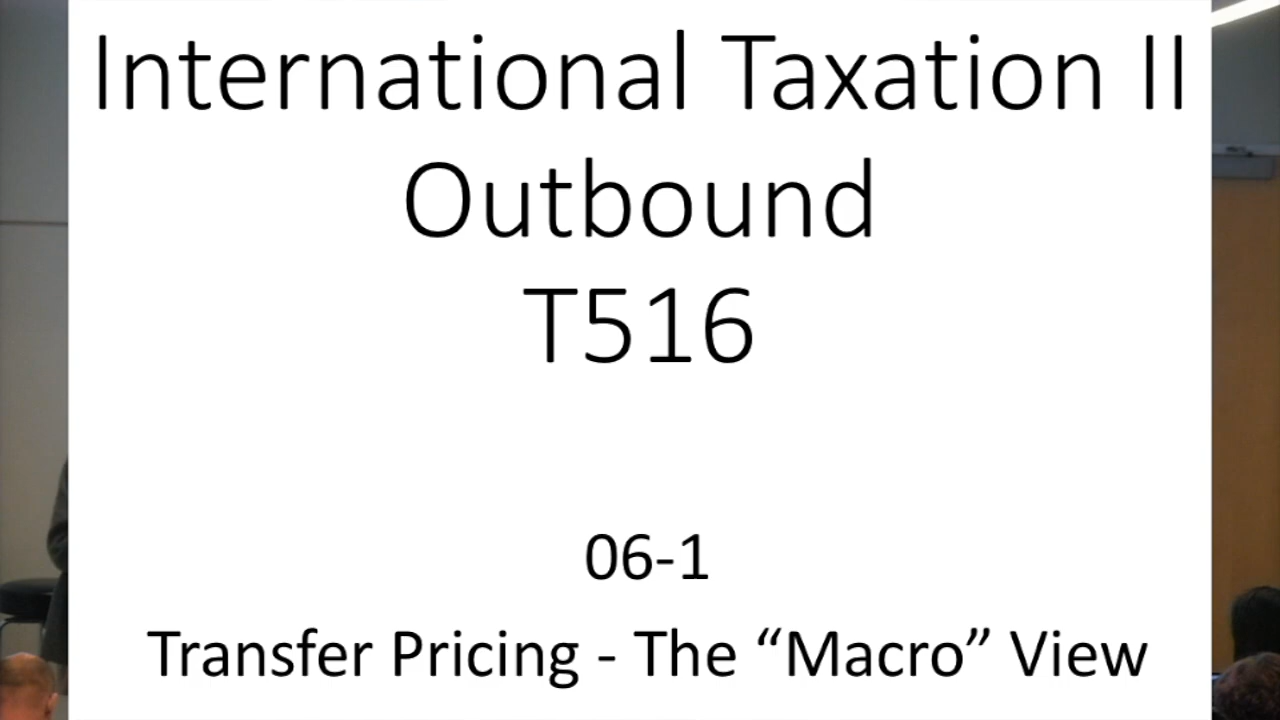 International Taxation II
Outbound
T516
06-1
Transfer Pricing - The “Macro” View